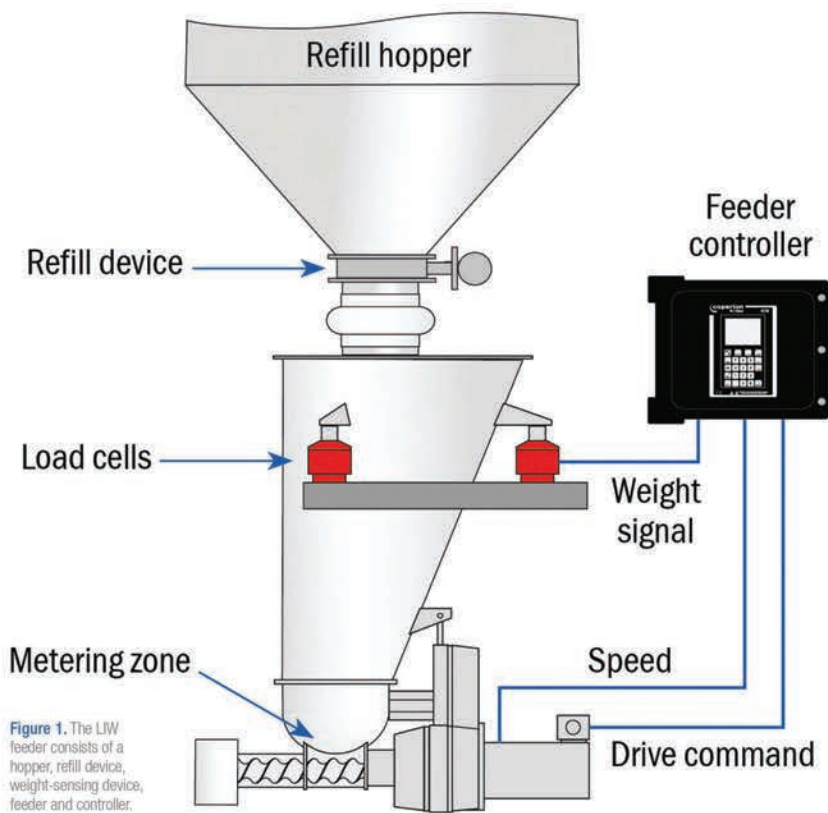 Refill hopper
Feeder
controller
Refill device
coperion
Load cells
Weight
signal
Metering zone
Speed
Drive command
Figure 1. The LIW
feeder consists of a
hopper, refill device,
weight-sensing device,
feeder and controller.